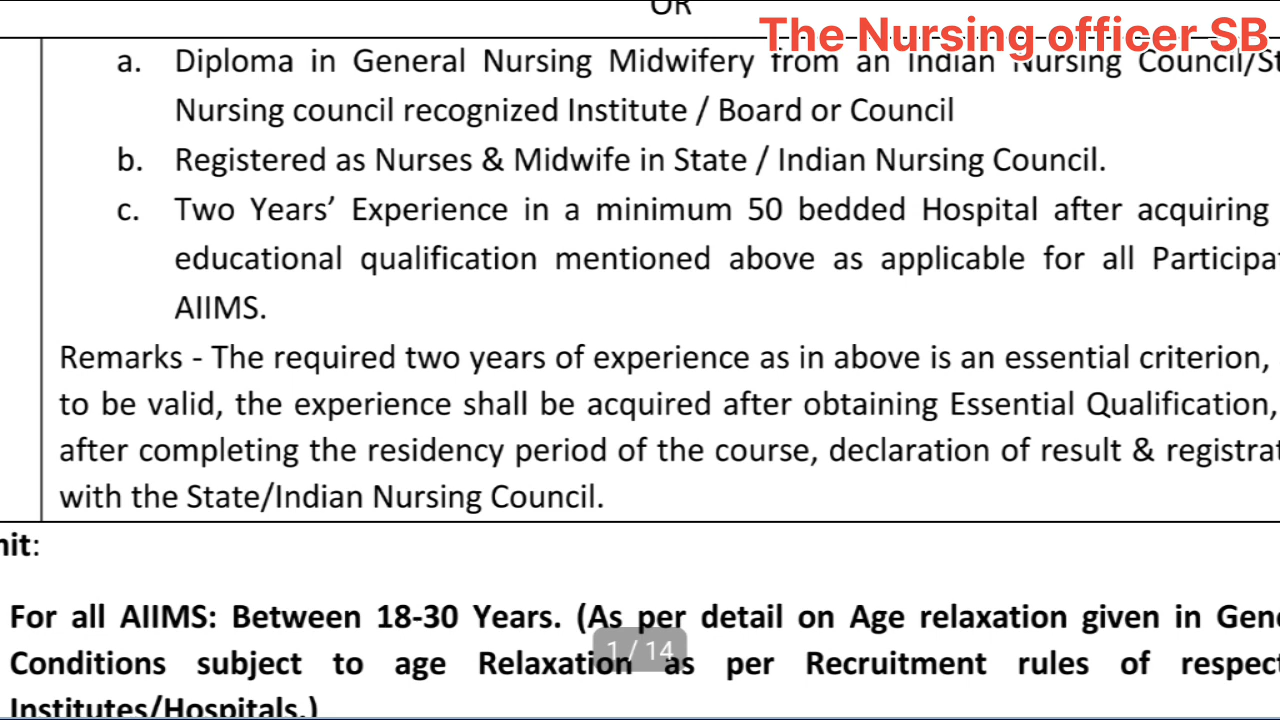 OR
The Nursing officer SB
a. Diploma in General Nursing Midwifery from an Indian Nursing Council/St
Nursing council recognized Institute / Board or Council
b. Registered as Nurses & Midwife in State / Indian Nursing Council.
c. Two Years’ Experience in a minimum 50 bedded Hospital after acquiring
educational qualification mentioned above as applicable for all Participat
AIIMS.
Remarks - The required two years of experience as in above is an essential criterion,
to be valid, the experience shall be acquired after obtaining Essential Qualification,
after completing the residency period of the course, declaration of result & registrat
with the State/Indian Nursing Council.
mit:
For all AIIMS: Between 18-30 Years. (As per detail on Age relaxation given in Gene
Conditions subject to age Relaxation as per Recruitment rules of respect
Institutes/Hospitals.)
1 / 14